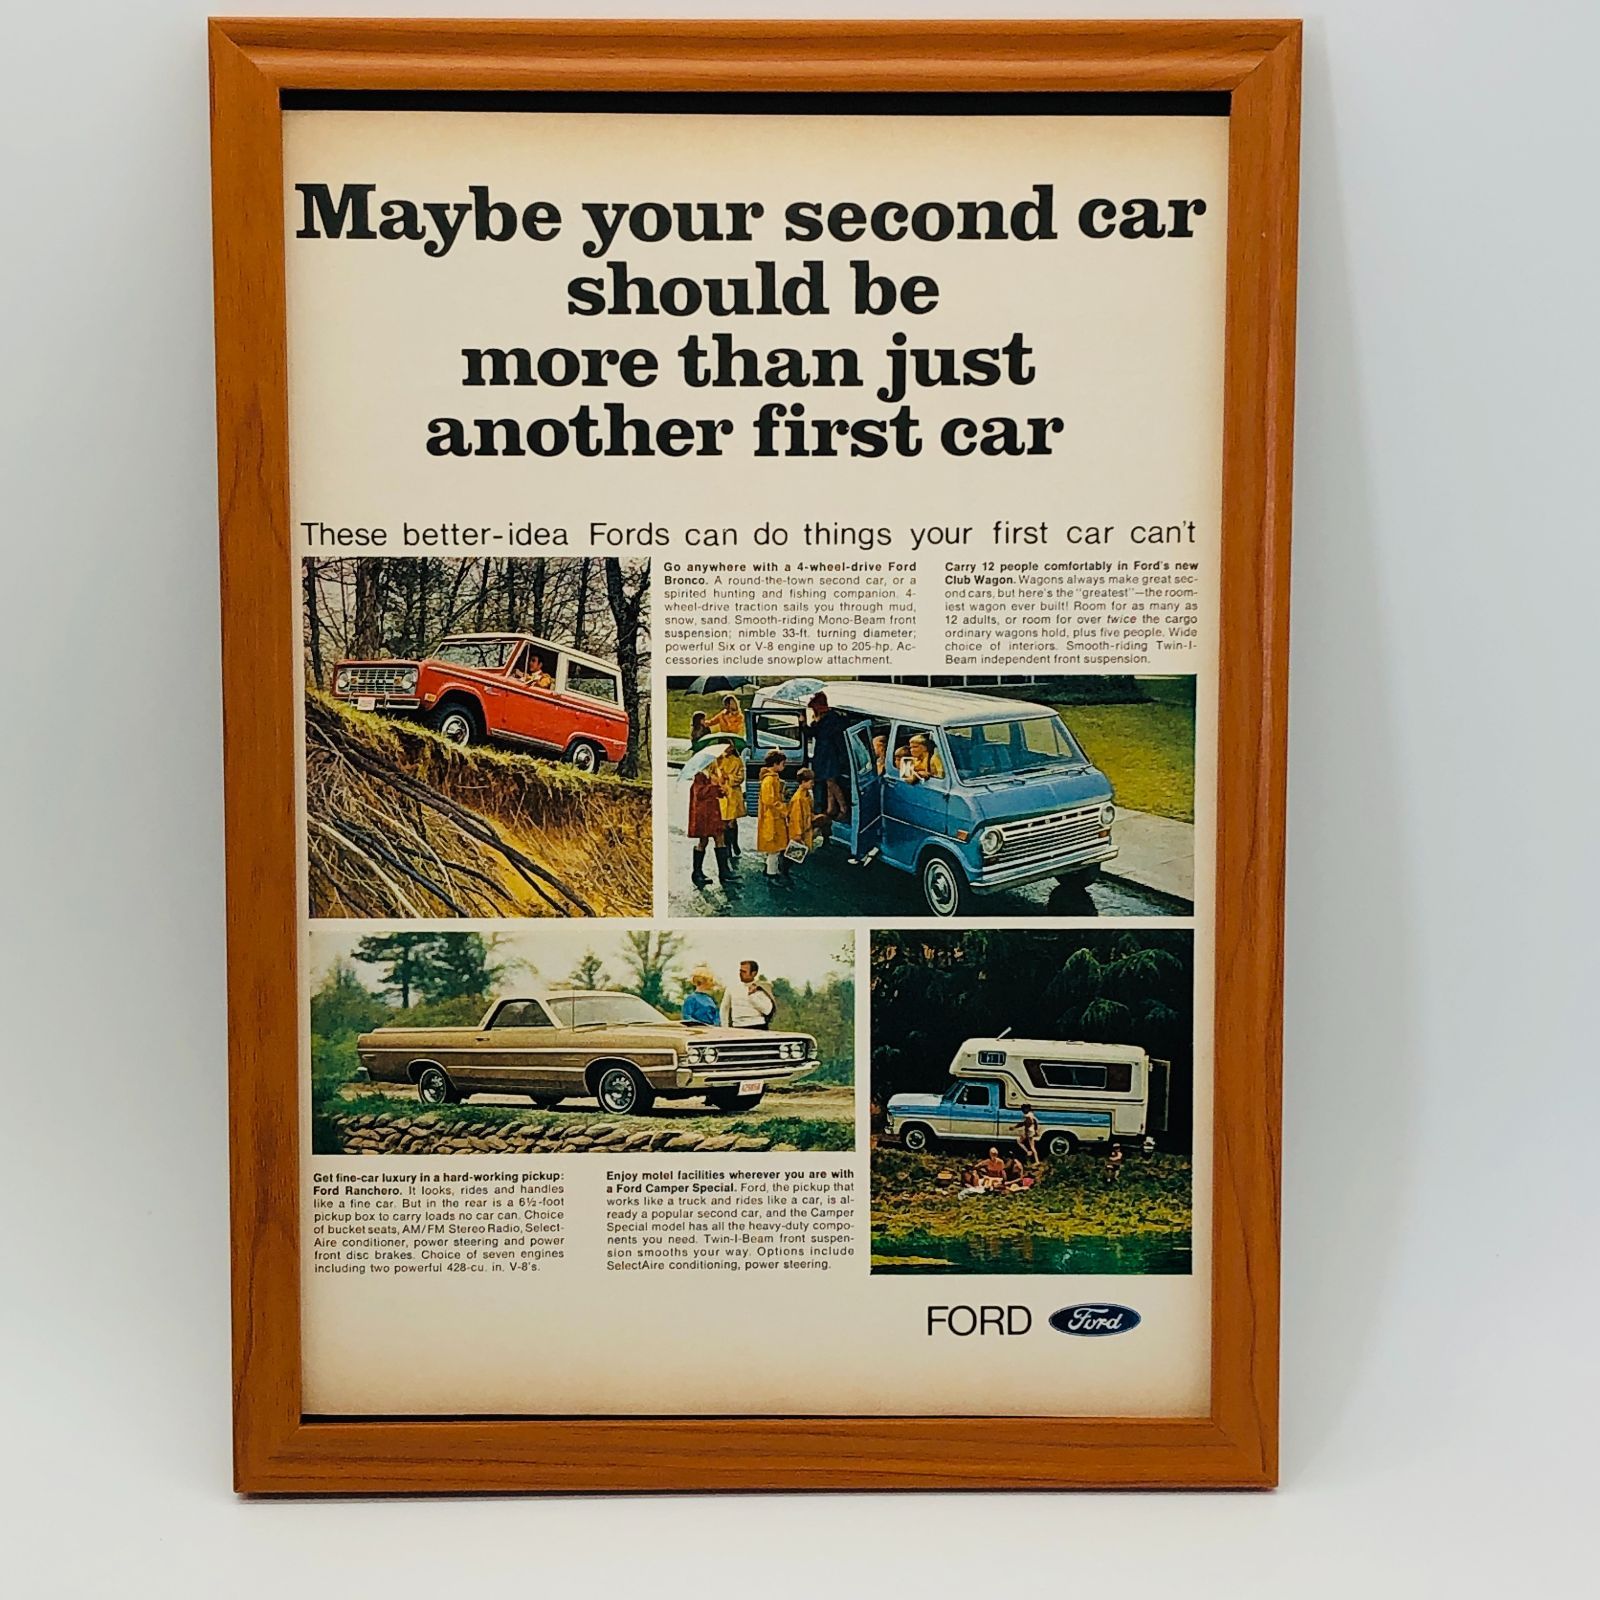 Maybe your second car
should be
more than just
another first car
These better-idea Fords can do things your first car can't
Go anywhere with a 4-wheel-drive Ford
Bronco. A round-the-town second car, or a
spirited hunting and fishing companion. 4-
wheel-drive traction sails you through mud,
snow, sand. Smooth-riding Mono-Beam front
suspension; nimble 33-ft. turning diameter;
powerful Six or V-8 engine up to 205-hp. Ac-
cessories include snowplow attachment.
Carry 12 people comfortably in Ford's new
Club Wagon. Wagons always make great sec-
ond cars, but here's the "greatest"—the room-
iest wagon ever built! Room for as many as
12 adults, or room for over twice the cargo
ordinary wagons hold, plus five people. Wide
choice of interiors. Smooth-riding Twin-I-
Beam independent front suspension.
Get fine-car luxury in a hard-working pickup:
Ford Ranchero. It looks, rides and handles
like a fine car. But in the rear is a 6½-foot
pickup box to carry loads no car can. Choice
of bucket seats, AM/FM Stereo Radio, Select-
Aire conditioner, power steering and power
front disc brakes. Choice of seven engines
including two powerful 428-cu. in. V-8's.
Enjoy motel facilities wherever you are with
a Ford Camper Special. Ford, the pickup that
works like a truck and rides like a car, is al-
ready a popular second car, and the Camper
Special model has all the heavy-duty compo-
nents you need. Twin-I-Beam front suspen-
sion smooths your way. Options include
SelectAire conditioning, power steering.
FORD Ford